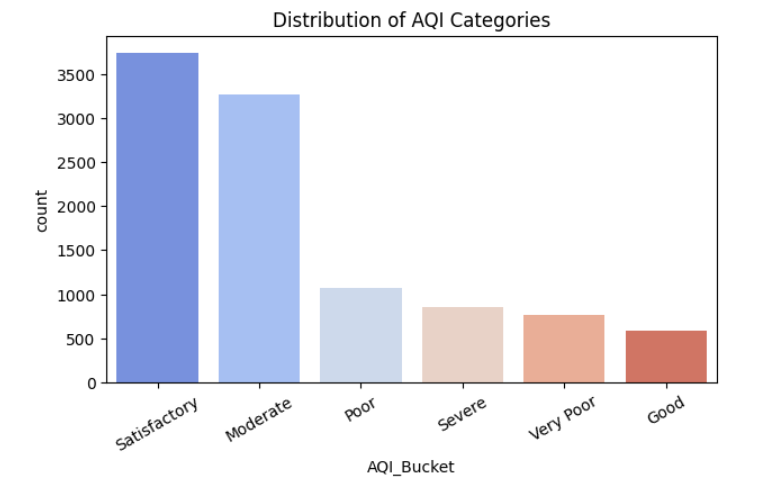 Distribution of AQI Categories
count
3500
3000
2500
2000
1500
1000
500
0
Satisfactory
Moderate
Poor
Severe
Very Poor
Good
AQI_Bucket